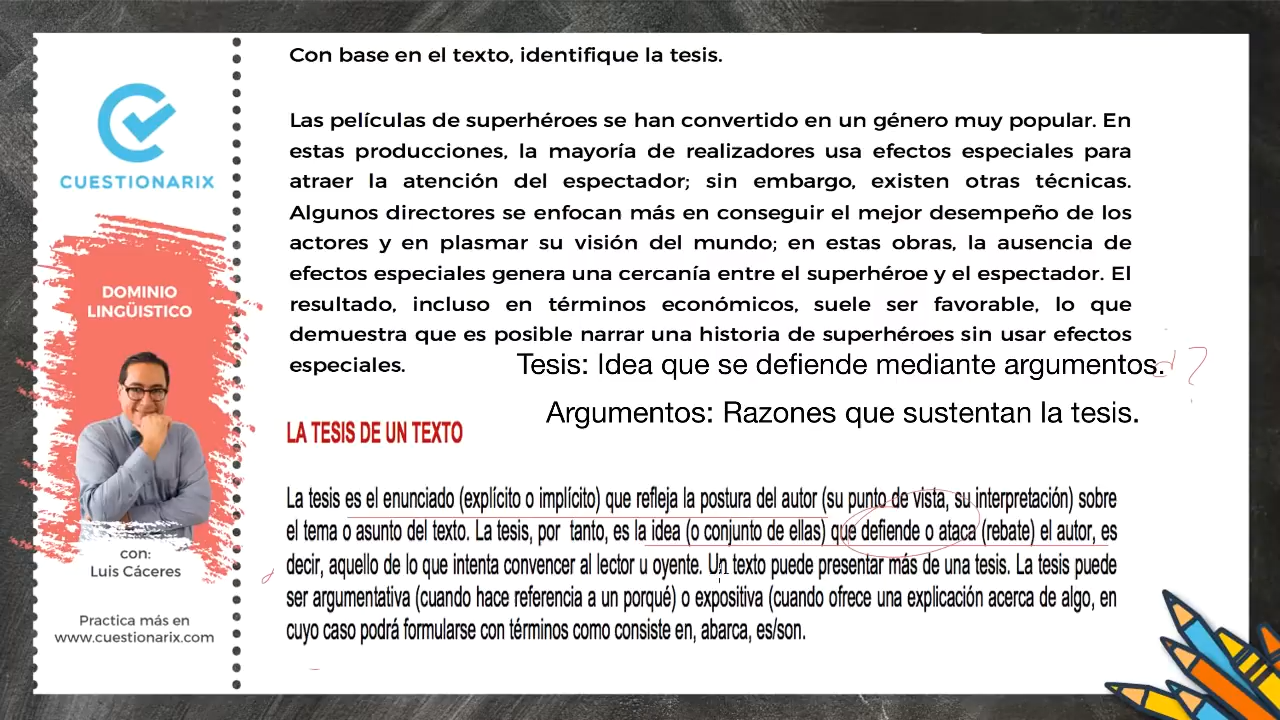 Con base en el texto, identifique la tesis.
Las películas de superhéroes se han convertido en un género muy popular. En
estas producciones, la mayoría de realizadores usa efectos especiales para
atraer la atención del espectador; sin embargo, existen otras técnicas.
Algunos directores se enfocan más en conseguir el mejor desempeño de los
actores y en plasmar su visión del mundo; en estas obras, la ausencia de
efectos especiales genera una cercanía entre el superhéroe y el espectador. El
resultado, incluso en términos económicos, suele ser favorable, lo que
demuestra que es posible narrar una historia de superhéroes sin usar efectos
especiales.
Tesis: Idea que se defiende mediante argumentos.
Argumentos: Razones que sustentan la tesis.
LA TESIS DE UN TEXTO
La tesis es el enunciado (explícito o implícito) que refleja la postura del autor (su punto de vista, su interpretación) sobre
el tema o asunto del texto. La tesis, por tanto, es la idea (o conjunto de ellas) que defiende o ataca (rebate) el autor, es
decir, aquello de lo que intenta convencer al lector u oyente. Un texto puede presentar más de una tesis. La tesis puede
ser argumentativa (cuando hace referencia a un porqué) o expositiva (cuando ofrece una explicación acerca de algo, en
cuyo caso podrá formularse con términos como consiste en, abarca, es/son.
CUESTIONARIX
DOMINIO
LINGÜISTICO
con:
Luis Cáceres
Practica más en
www.cuestionarix.com